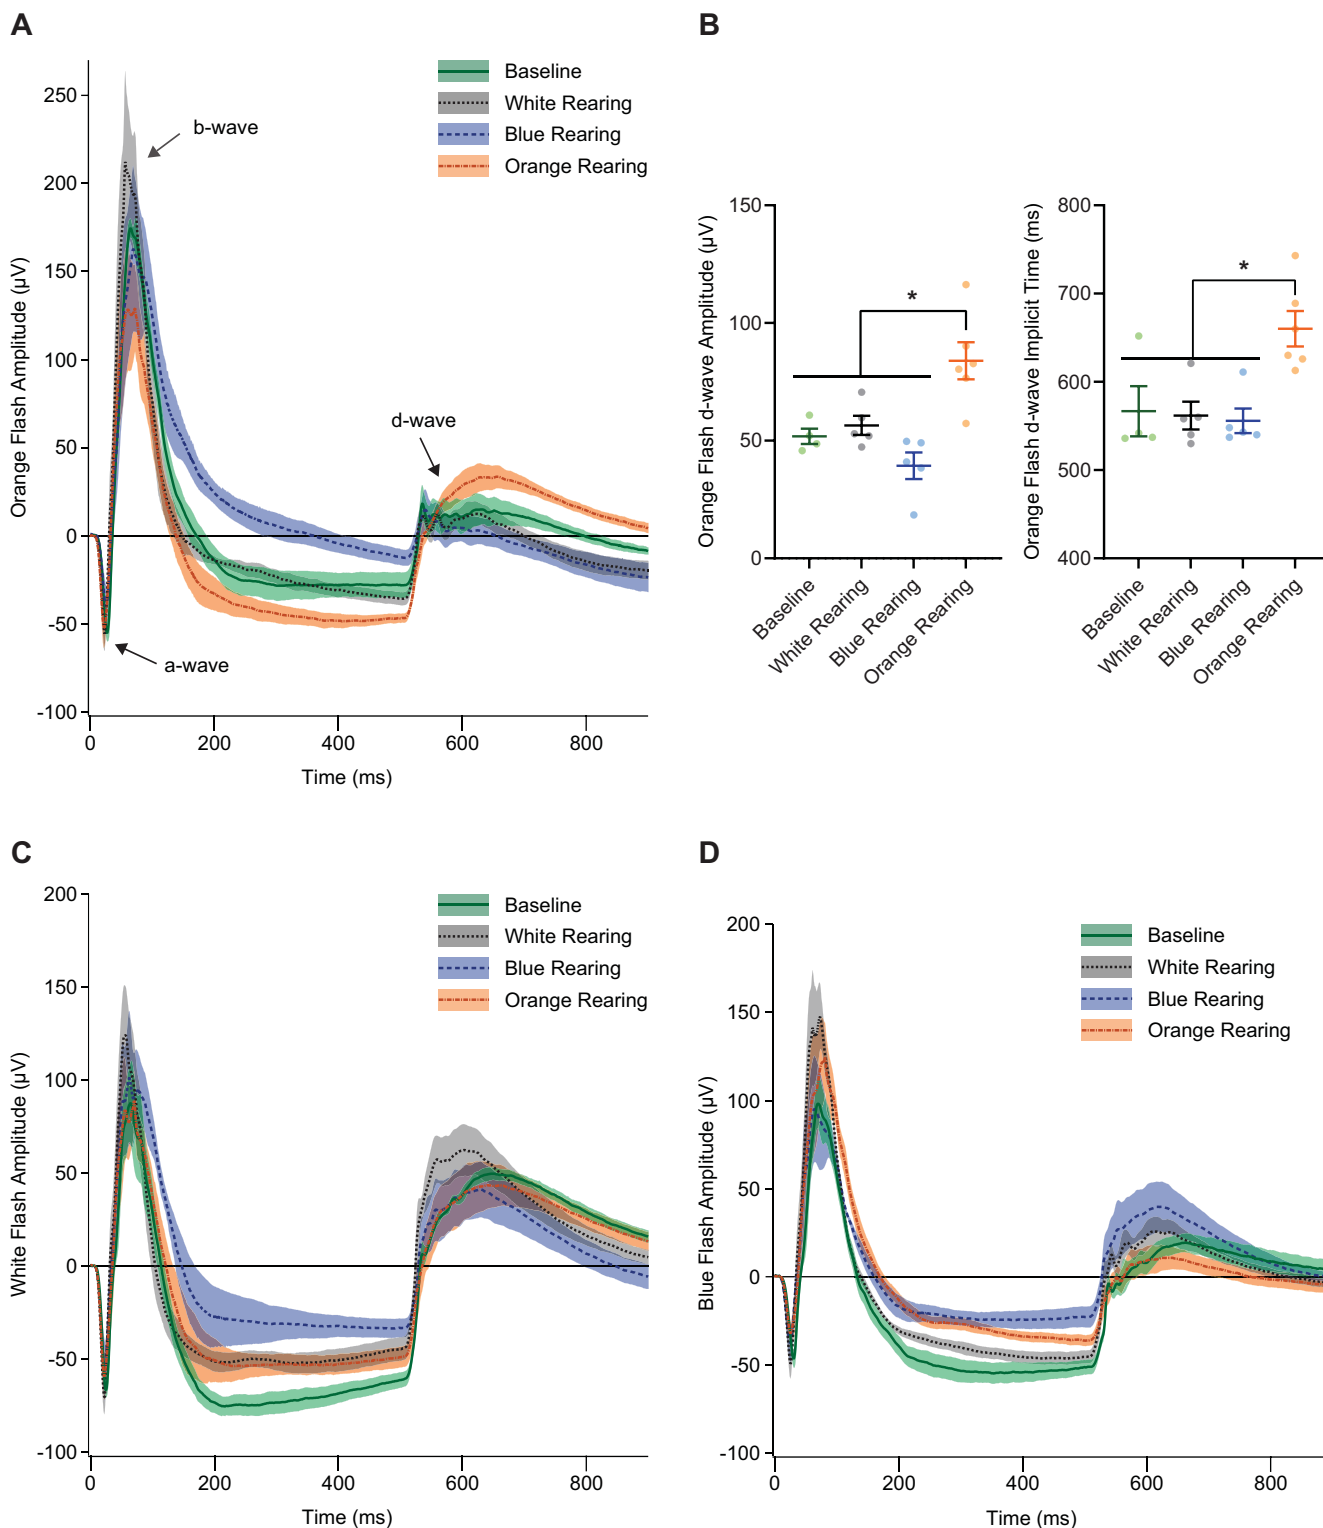 A
Baseline
White Rearing
Blue Rearing
Orange Rearing
b-wave
d-wave
a-wave
250
200
150
100
50
0
-50
-100
Orange Flash Amplitude (µV)
0
200
400
600
800
Time (ms)
B
150
100
50
0
Orange Flash d-wave Amplitude (µV)
*
Baseline
White Rearing
Blue Rearing
Orange Rearing
800
700
600
500
400
Orange Flash d-wave Implicit Time (ms)
*
Baseline
White Rearing
Blue Rearing
Orange Rearing
C
Baseline
White Rearing
Blue Rearing
Orange Rearing
200
150
100
50
0
-50
-100
White Flash Amplitude (µV)
0
200
400
600
800
Time (ms)
D
Baseline
White Rearing
Blue Rearing
Orange Rearing
200
150
100
50
0
-50
-100
Blue Flash Amplitude (µV)
0
200
400
600
800
Time (ms)